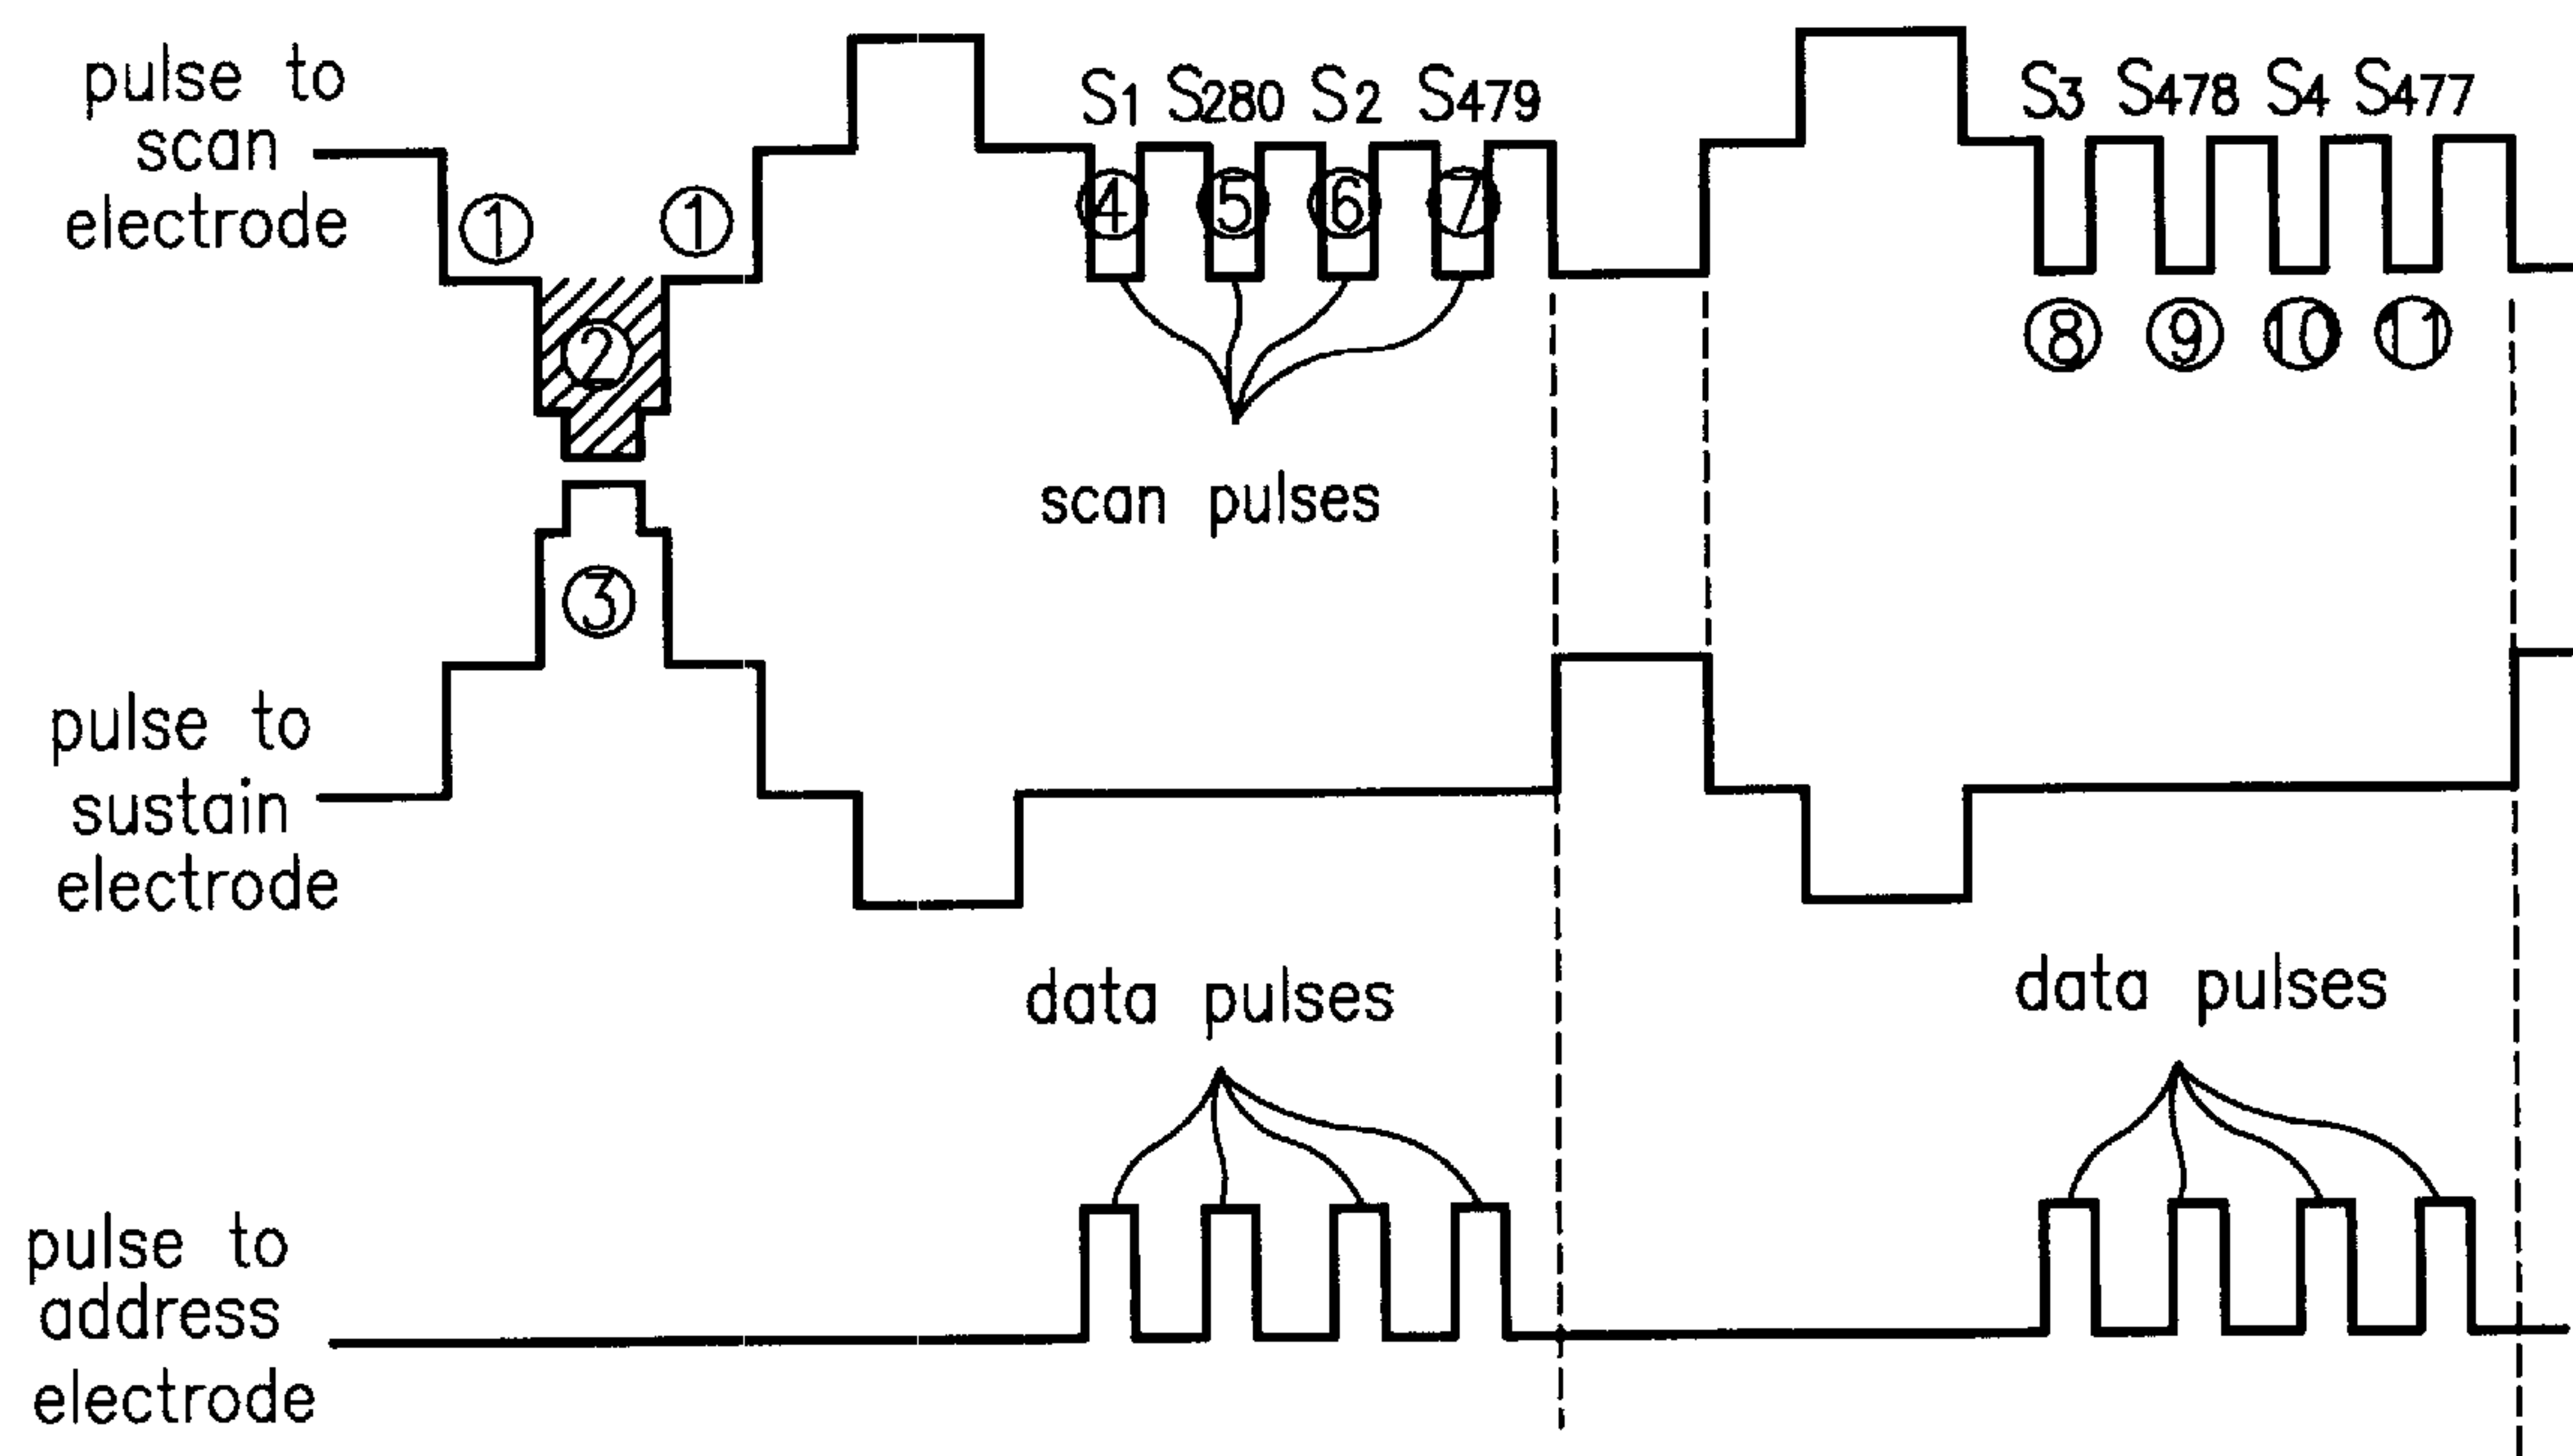 pulse to
scan
electrode
S1 S280 S2 S479
S3 S478 S4 S477
① ①
④ ⑤ ⑥ ⑦
②
⑧ ⑨ ⑩ ⑪
scan pulses
③
pulse to
sustain
electrode
data pulses
data pulses
pulse to
address
electrode